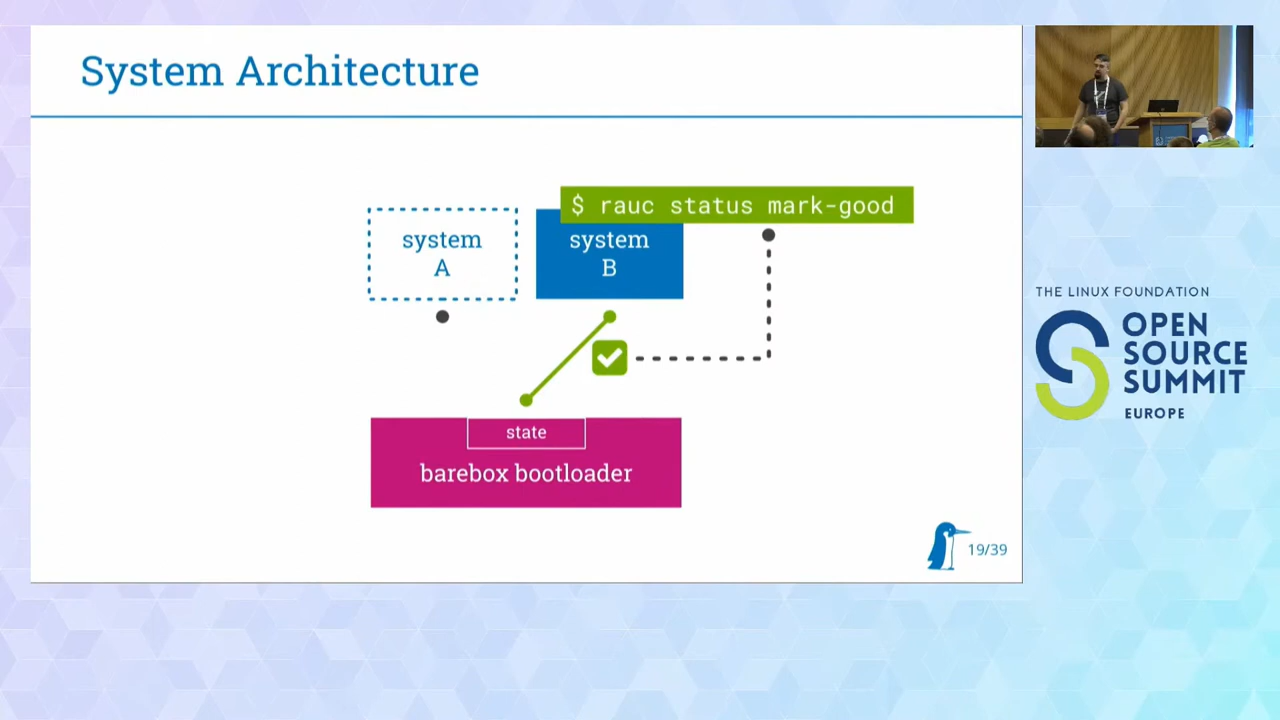 System Architecture
$ rauc status mark-good
system
A
system
B
state
barebox bootloader
19/39
THE LINUX FOUNDATION
OPEN
SOURCE
SUMMIT
EUROPE